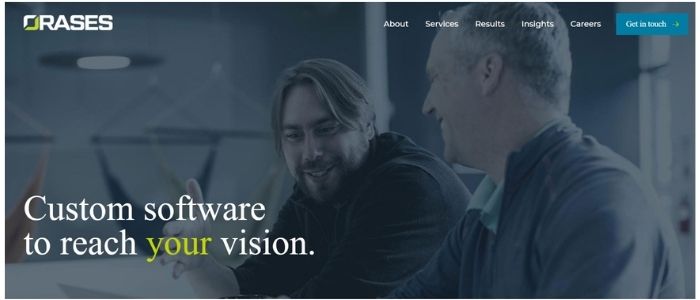 ORASES
About
Services
Results
Insights
Careers
Get in touch
Custom software
to reach your vision.